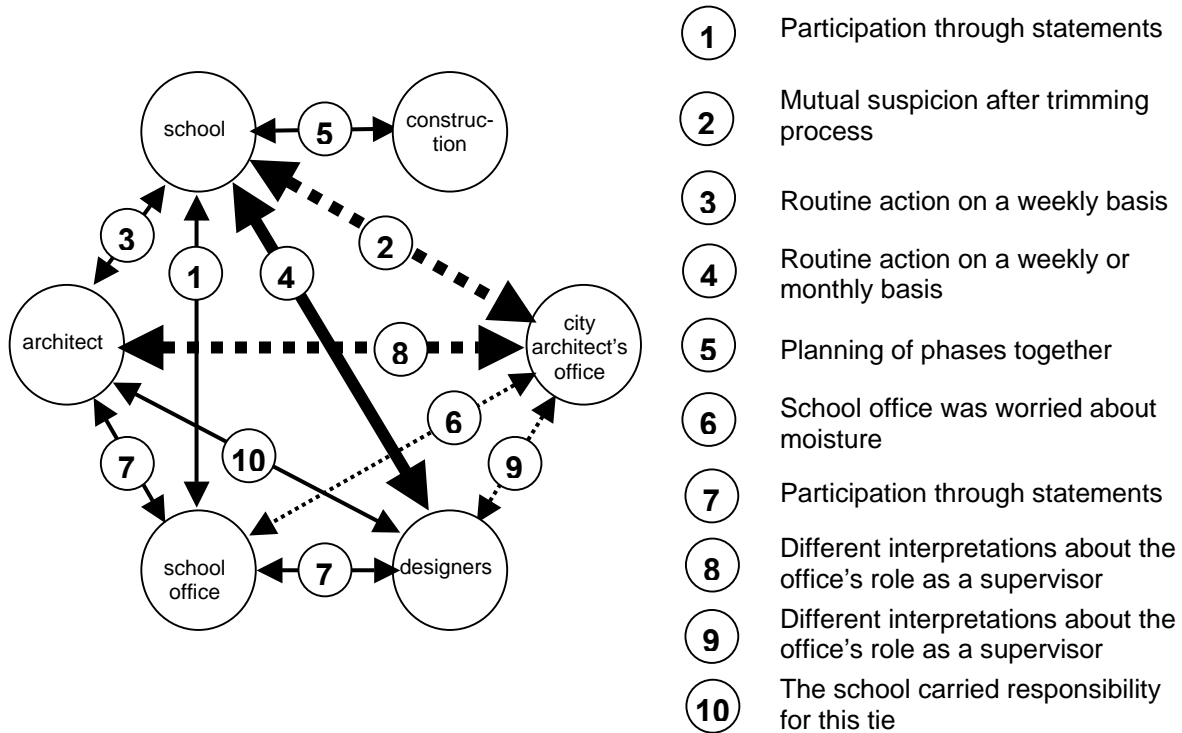 school
construc-
tion
5
3
1
4
2
architect
8
city
architect's
office
6
7
10
9
school
office
7
designers
1 Participation through statements
2 Mutual suspicion after trimming
process
3 Routine action on a weekly basis
4 Routine action on a weekly or
monthly basis
5 Planning of phases together
6 School office was worried about
moisture
7 Participation through statements
8 Different interpretations about the
office's role as a supervisor
9 Different interpretations about the
office's role as a supervisor
10 The school carried responsibility
for this tie